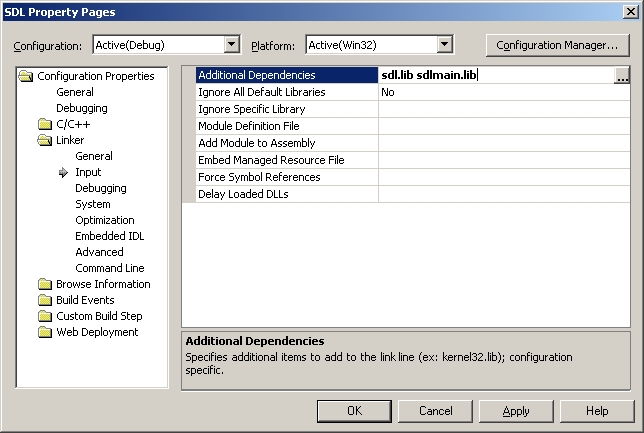 SDL Property Pages
Configuration: Active(Debug) Platform: Active(Win32) Configuration Manager...
Configuration Properties
General
Debugging
C/C++
Linker
General
Input
Debugging
System
Optimization
Embedded IDL
Advanced
Command Line
Browse Information
Build Events
Custom Build Step
Web Deployment
Additional Dependencies sdl.lib sdlmain.lib ...
Ignore All Default Libraries No
Ignore Specific Library
Module Definition File
Add Module to Assembly
Embed Managed Resource File
Force Symbol References
Delay Loaded DLLs
Additional Dependencies
Specifies additional items to add to the link line (ex: kernel32.lib); configuration
specific.
OK Cancel Apply Help